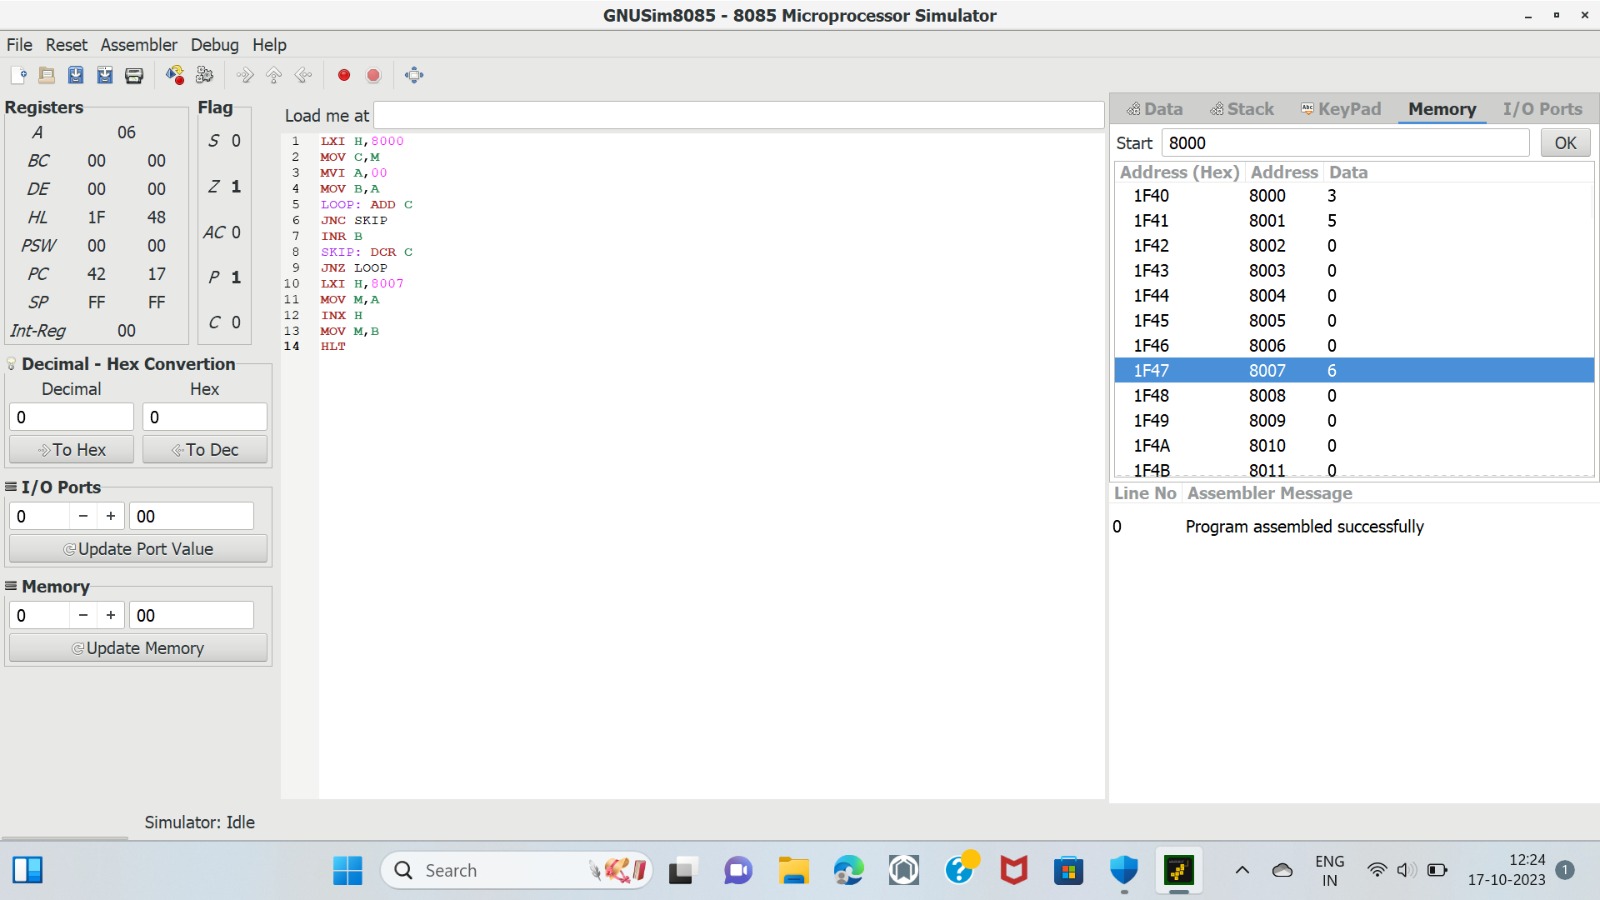 GNUSim8085 - 8085 Microprocessor Simulator
File Reset Assembler Debug Help
Registers
A 06
BC 00 00
DE 00 00
HL 1F 48
PSW 00 00
PC 42 17
SP FF FF
Int-Reg 00
Flag
S 0
Z 1
AC 0
P 1
C 0
Decimal - Hex Convertion
Decimal Hex
0 0
To Hex To Dec
I/O Ports
0 - + 00
Update Port Value
Memory
0 - + 00
Update Memory
Load me at
1 LXI H,8000
2 MOV C,M
3 MVI A,00
4 MOV B,A
5 LOOP: ADD C
6 JNC SKIP
7 INR B
8 SKIP: DCR C
9 JNZ LOOP
10 LXI H,8007
11 MOV M,A
12 INX H
13 MOV M,B
14 HLT
Data Stack KeyPad Memory I/O Ports
Start 8000 OK
Address (Hex) Address Data
1F40 8000 3
1F41 8001 5
1F42 8002 0
1F43 8003 0
1F44 8004 0
1F45 8005 0
1F46 8006 0
1F47 8007 6
1F48 8008 0
1F49 8009 0
1F4A 8010 0
1F4B 8011 0
Line No Assembler Message
0 Program assembled successfully
Simulator: Idle
Search
ENG
IN
12:24
17-10-2023
1